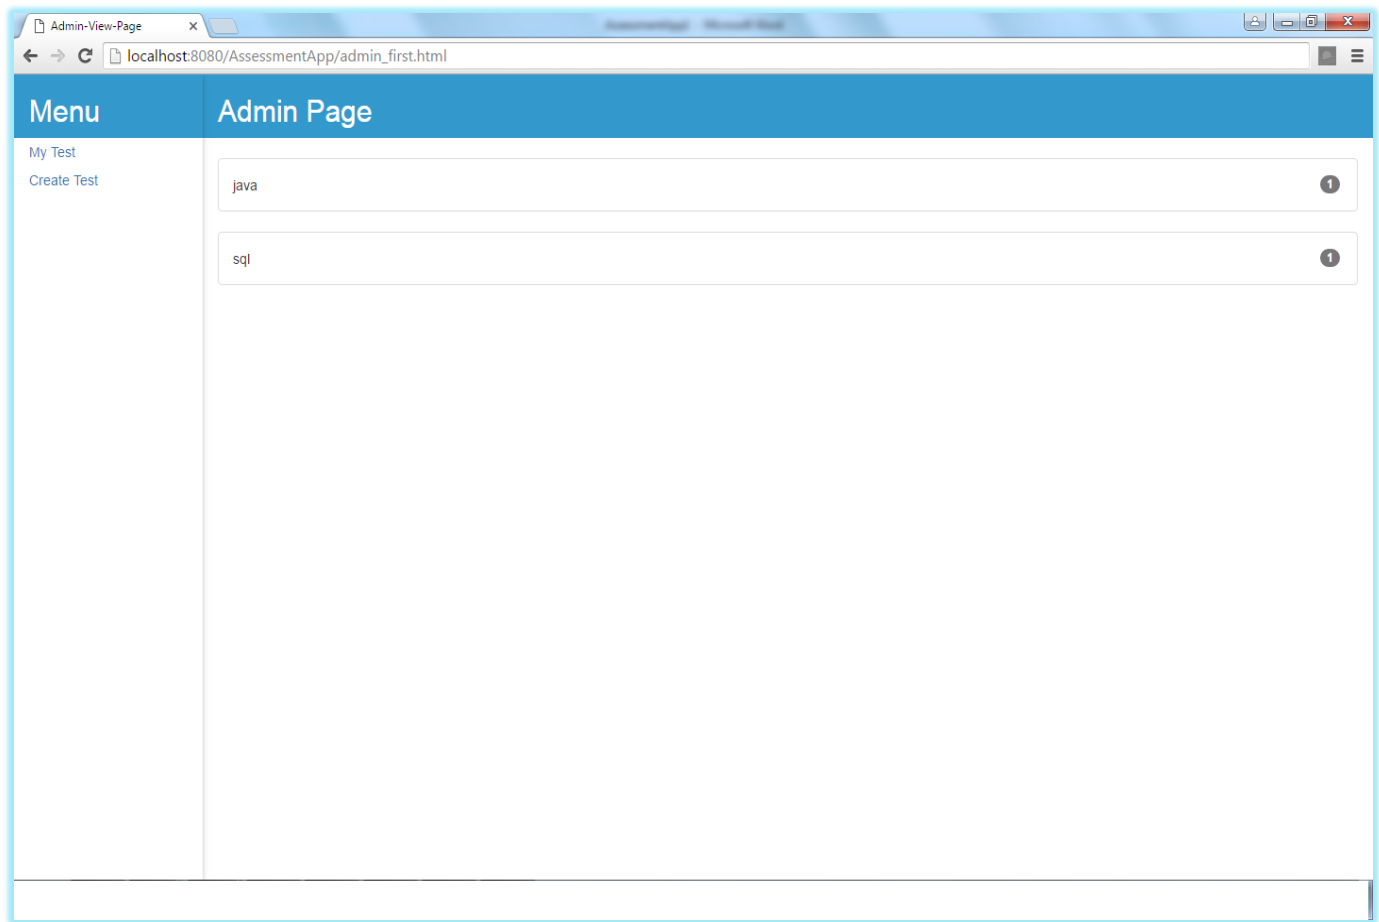 Admin-View-Page
localhost:8080/AssessmentApp/admin_first.html
Menu
Admin Page
My Test
Create Test
java
1
sql
1